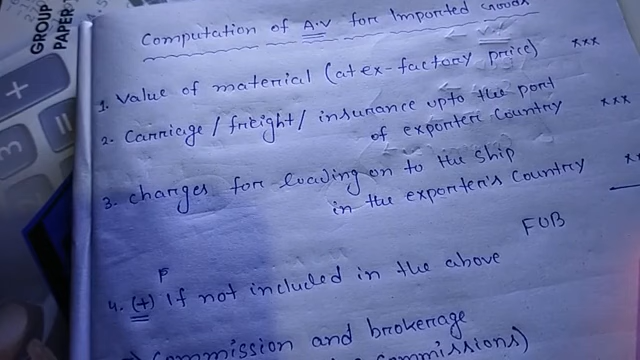 GROUP
PAPER
Computation of A.V for Imported Goods
1. Value of material (at ex-factory price) xxx
2. Carriage/freight/insurance upto the port
of exporter Country xxx
3. Charges for loading on to the ship
in the exporter's Country xx
FOB
4. (+) If not included in the above
Commission and brokerage
commissions)